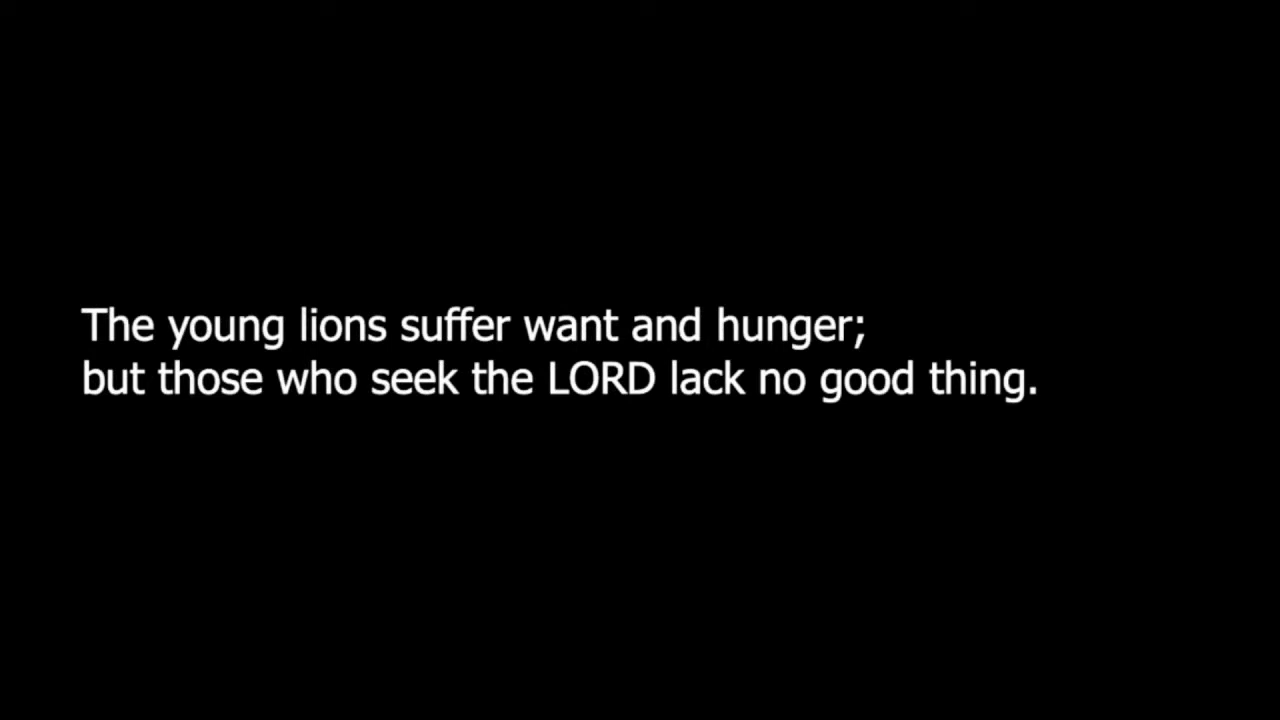 The young lions suffer want and hunger;
but those who seek the LORD lack no good thing.